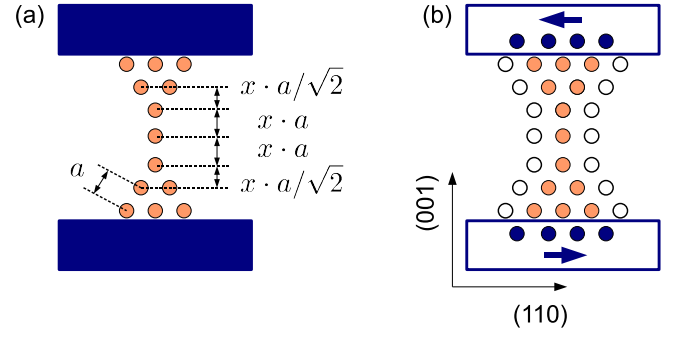 (a)
x · a/√2
x · a
x · a
x · a/√2
a
(b)
(001)
(110)